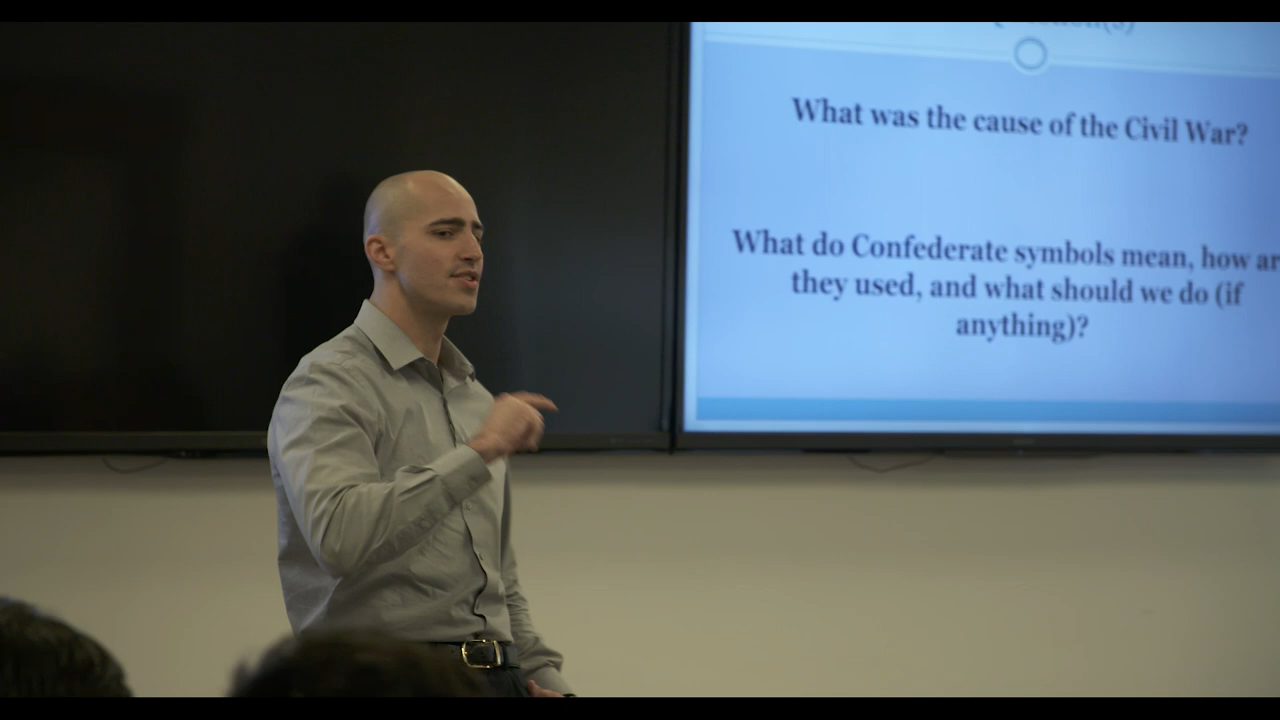 What was the cause of the Civil War?
What do Confederate symbols mean, how
they used, and what should we do (if
anything)?